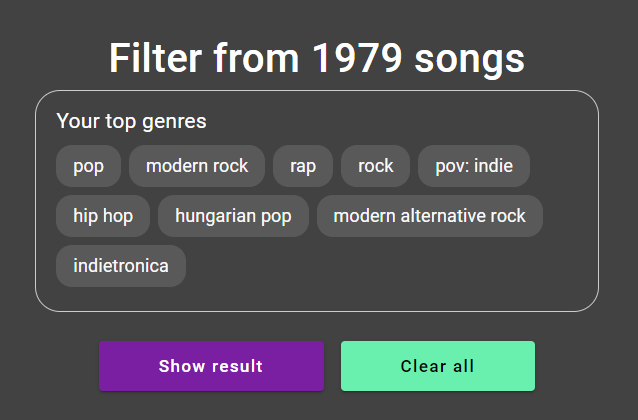 Filter from 1979 songs
Your top genres
pop modern rock rap rock pov: indie
hip hop hungarian pop modern alternative rock
indietronica
Show result Clear all